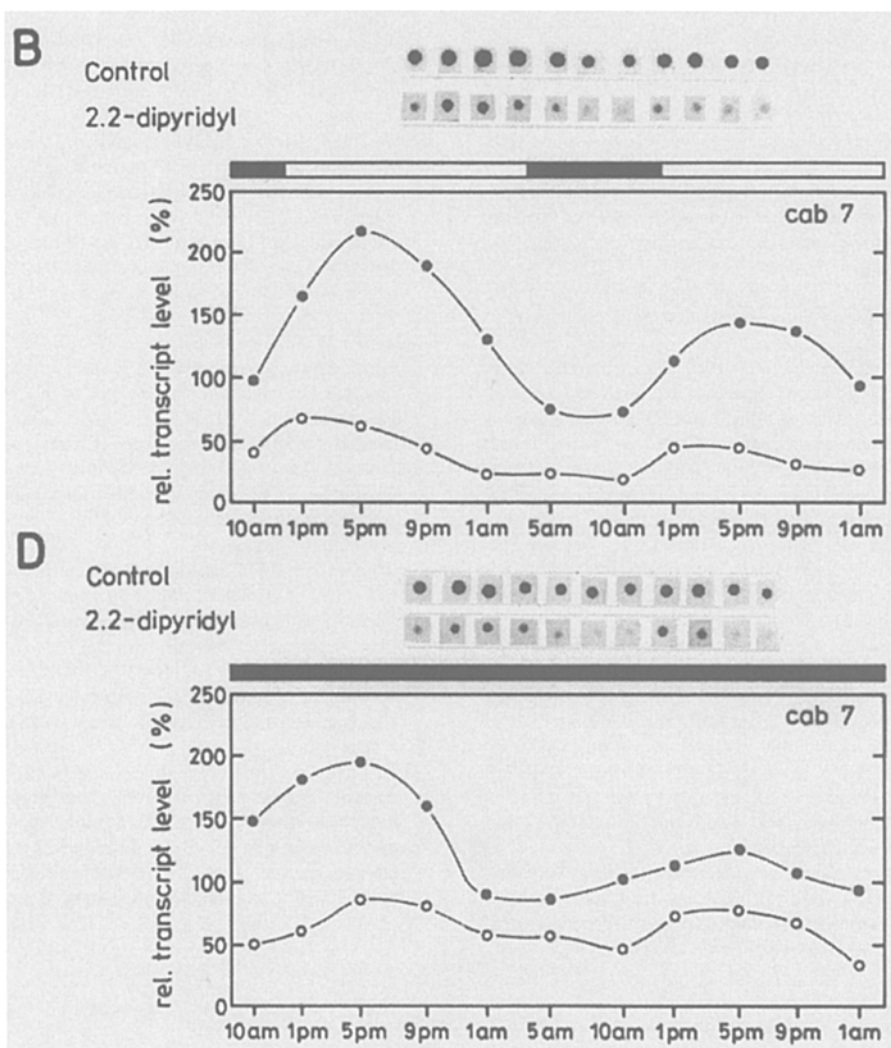 B
Control
2.2-dipyridyl
cab 7
rel. transcript level (%)
250
200
150
100
50
0
10am 1pm 5pm 9pm 1am 5am 10am 1pm 5pm 9pm 1am
D
Control
2.2-dipyridyl
cab 7
rel. transcript level (%)
250
200
150
100
50
0
10am 1pm 5pm 9pm 1am 5am 10am 1pm 5pm 9pm 1am